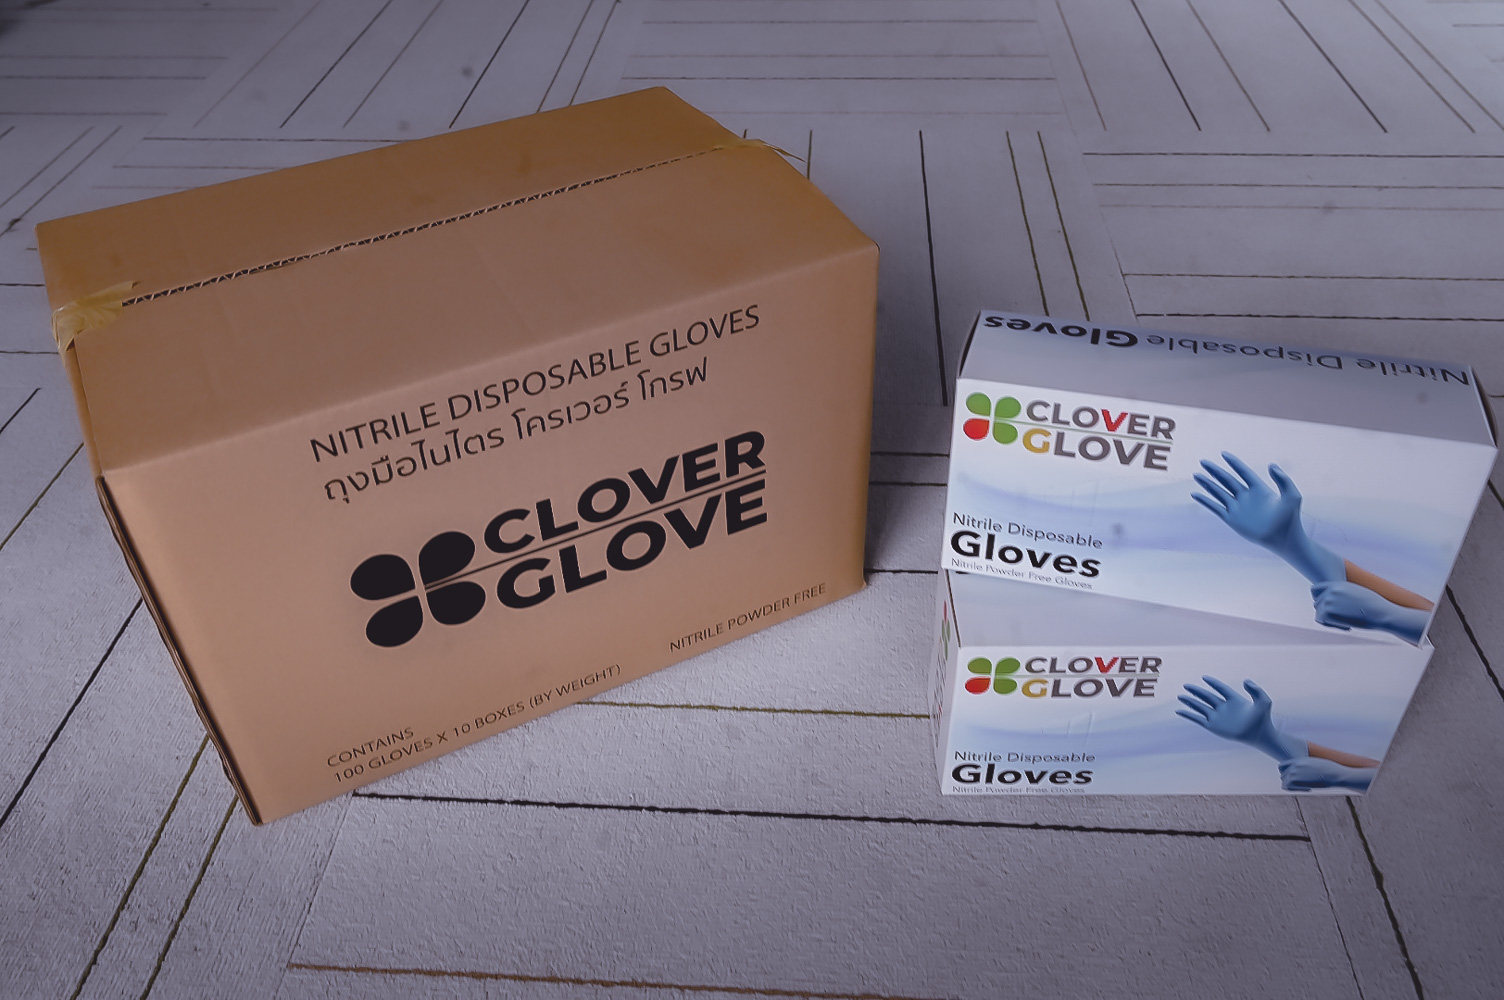 NITRILE DISPOSABLE GLOVES
ถุงมือไนไตร โครเวอร์ โกรฟ
CLOVER
GLOVE
NITRILE POWDER FREE
CONTAINS
100 GLOVES X 10 BOXES (BY WEIGHT)
Nitrile Disposable Gloves
CLOVER
GLOVE
Nitrile Disposable
Gloves
Nitrile Powder Free Gloves
CLOVER
GLOVE
Nitrile Disposable
Gloves
Nitrile Powder Free Gloves